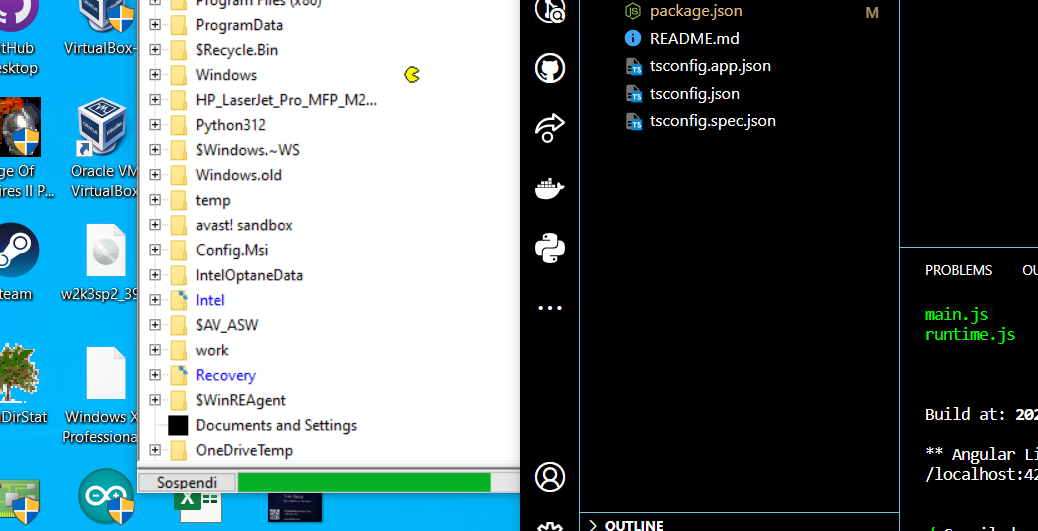 Program Files (x86)
ProgramData
$Recycle.Bin
Windows
HP_LaserJet_Pro_MFP_M2...
Python312
$Windows.~WS
Windows.old
temp
avast! sandbox
Config.Msi
IntelOptaneData
Intel
$AV_ASW
work
Recovery
$WinREAgent
Documents and Settings
OneDriveTemp
Sospendi
tHub
esktop
VirtualBox-
ge Of
ires II P...
Oracle VM
VirtualBox
team
w2k3sp2_39
DirStat
Windows X
Professiona
package.json
M
README.md
tsconfig.app.json
tsconfig.json
tsconfig.spec.json
OUTLINE
PROBLEMS
OU
main.js
runtime.js
Build at: 202
** Angular Li
/localhost:42